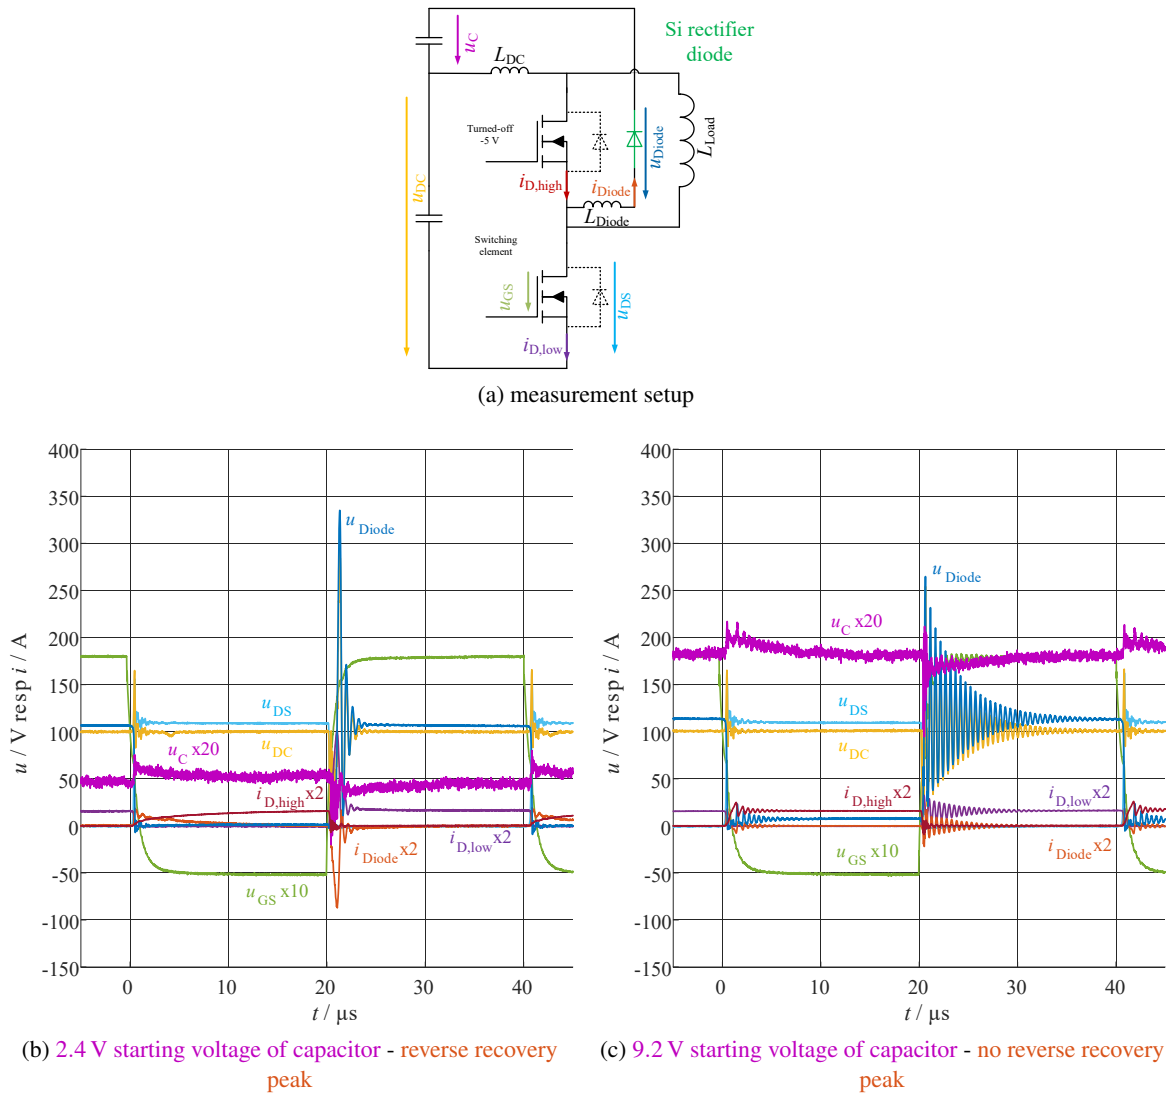 u_C
L_DC
Si rectifier
diode
Turned-off
-5 V
u_DC
i_D,high
i_Diode
u_Diode
L_Load
L_Diode
Switching
element
u_GS
u_DS
i_D,low
(a) measurement setup
400
350
300
250
200
150
100
50
0
-50
-100
-150
u / V resp i / A
u_Diode
u_DS
u_C x20
u_DC
i_D,high x2
i_D,low x2
i_Diode x2
u_GS x10
0
10
20
30
40
t / µs
400
350
300
250
200
150
100
50
0
-50
-100
-150
u / V resp i / A
u_Diode
u_C x20
u_DS
u_DC
i_D,high x2
i_D,low x2
u_GS x10
i_Diode x2
0
10
20
30
40
t / µs
(b) 2.4 V starting voltage of capacitor - reverse recovery
peak
(c) 9.2 V starting voltage of capacitor - no reverse recovery
peak